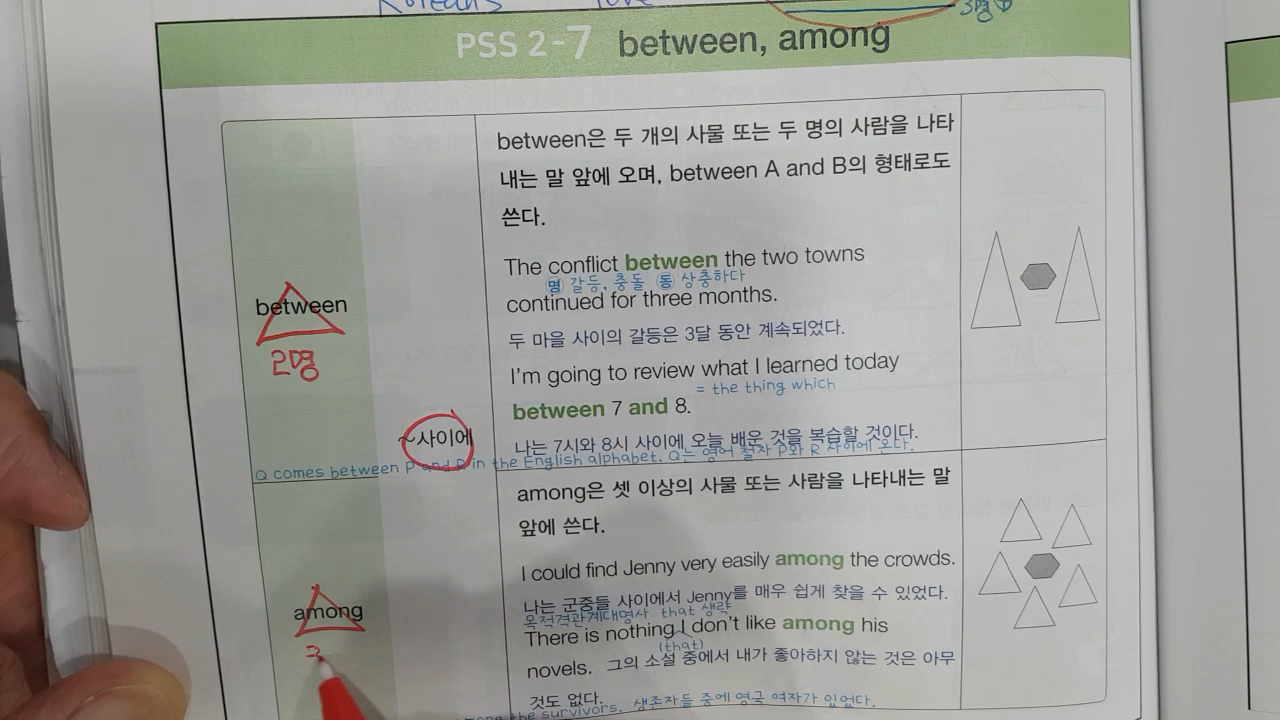 Koreans love
3명 ⓓ
PSS 2-7 between, among
between은 두 개의 사물 또는 두 명의 사람을 나타
내는 말 앞에 오며, between A and B의 형태로도
쓴다.
The conflict between the two towns
명 갈등, 충돌 동 상충하다
between
continued for three months.
두 마을 사이의 갈등은 3달 동안 계속되었다.
2명
I'm going to review what I learned today
= the thing which
between 7 and 8.
~사이에
나는 7시와 8시 사이에 오늘 배운 것을 복습할 것이다.
Q comes between P and R in the English alphabet. Q는 영어 철자 P와 R 사이에 온다.
among은 셋 이상의 사물 또는 사람을 나타내는 말
앞에 쓴다.
I could find Jenny very easily among the crowds.
나는 군중들 사이에서 Jenny를 매우 쉽게 찾을 수 있었다.
목적격관계대명사 that 생략
among
There is nothing I don't like among his
(that)
novels. 그의 소설 중에서 내가 좋아하지 않는 것은 아무
것도 없다.
the survivors. 생존자들 중에 영국 여자가 있었다.